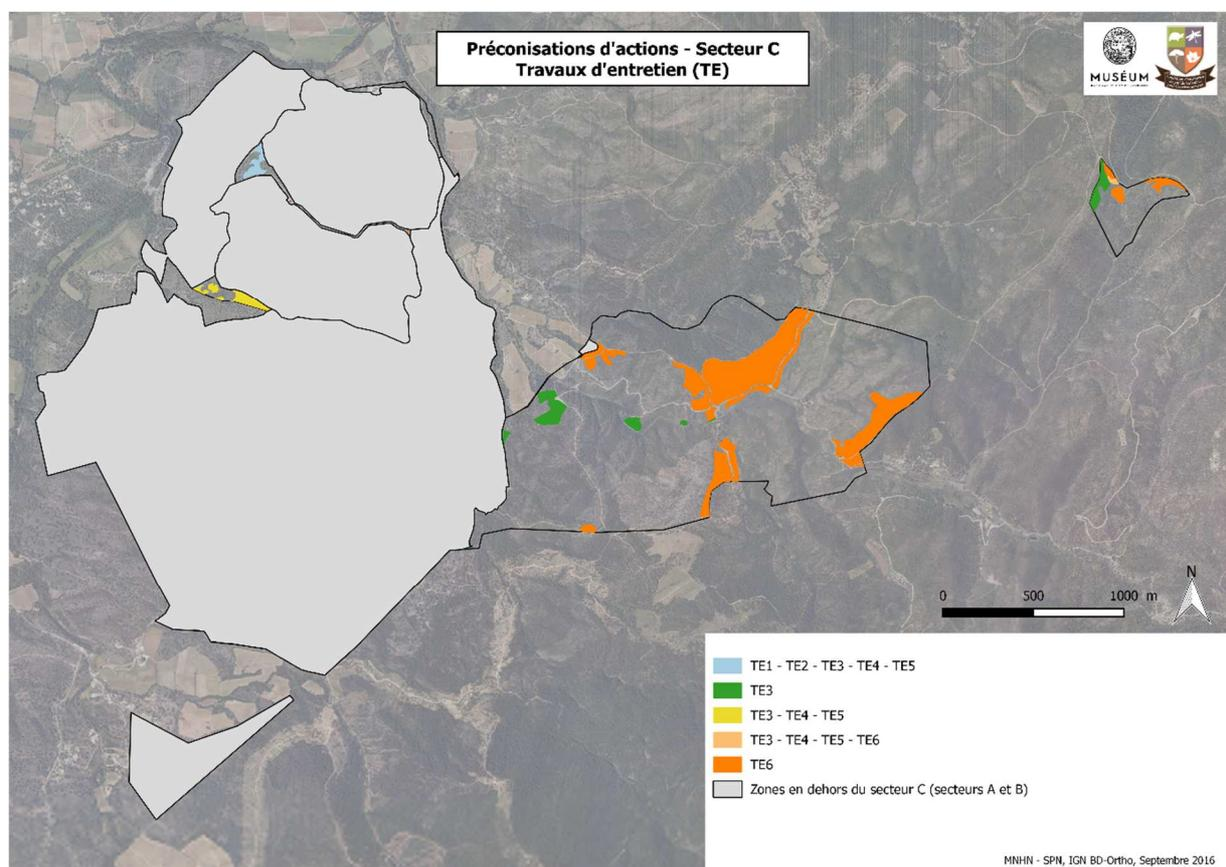 Préconisations d'actions - Secteur C
Travaux d'entretien (TE)
MUSÉUM
N
0 500 1000 m
TE1 - TE2 - TE3 - TE4 - TE5
TE3
TE3 - TE4 - TE5
TE3 - TE4 - TE5 - TE6
TE6
Zones en dehors du secteur C (secteurs A et B)
MNHN - SPN, IGN BD-Ortho, Septembre 2016